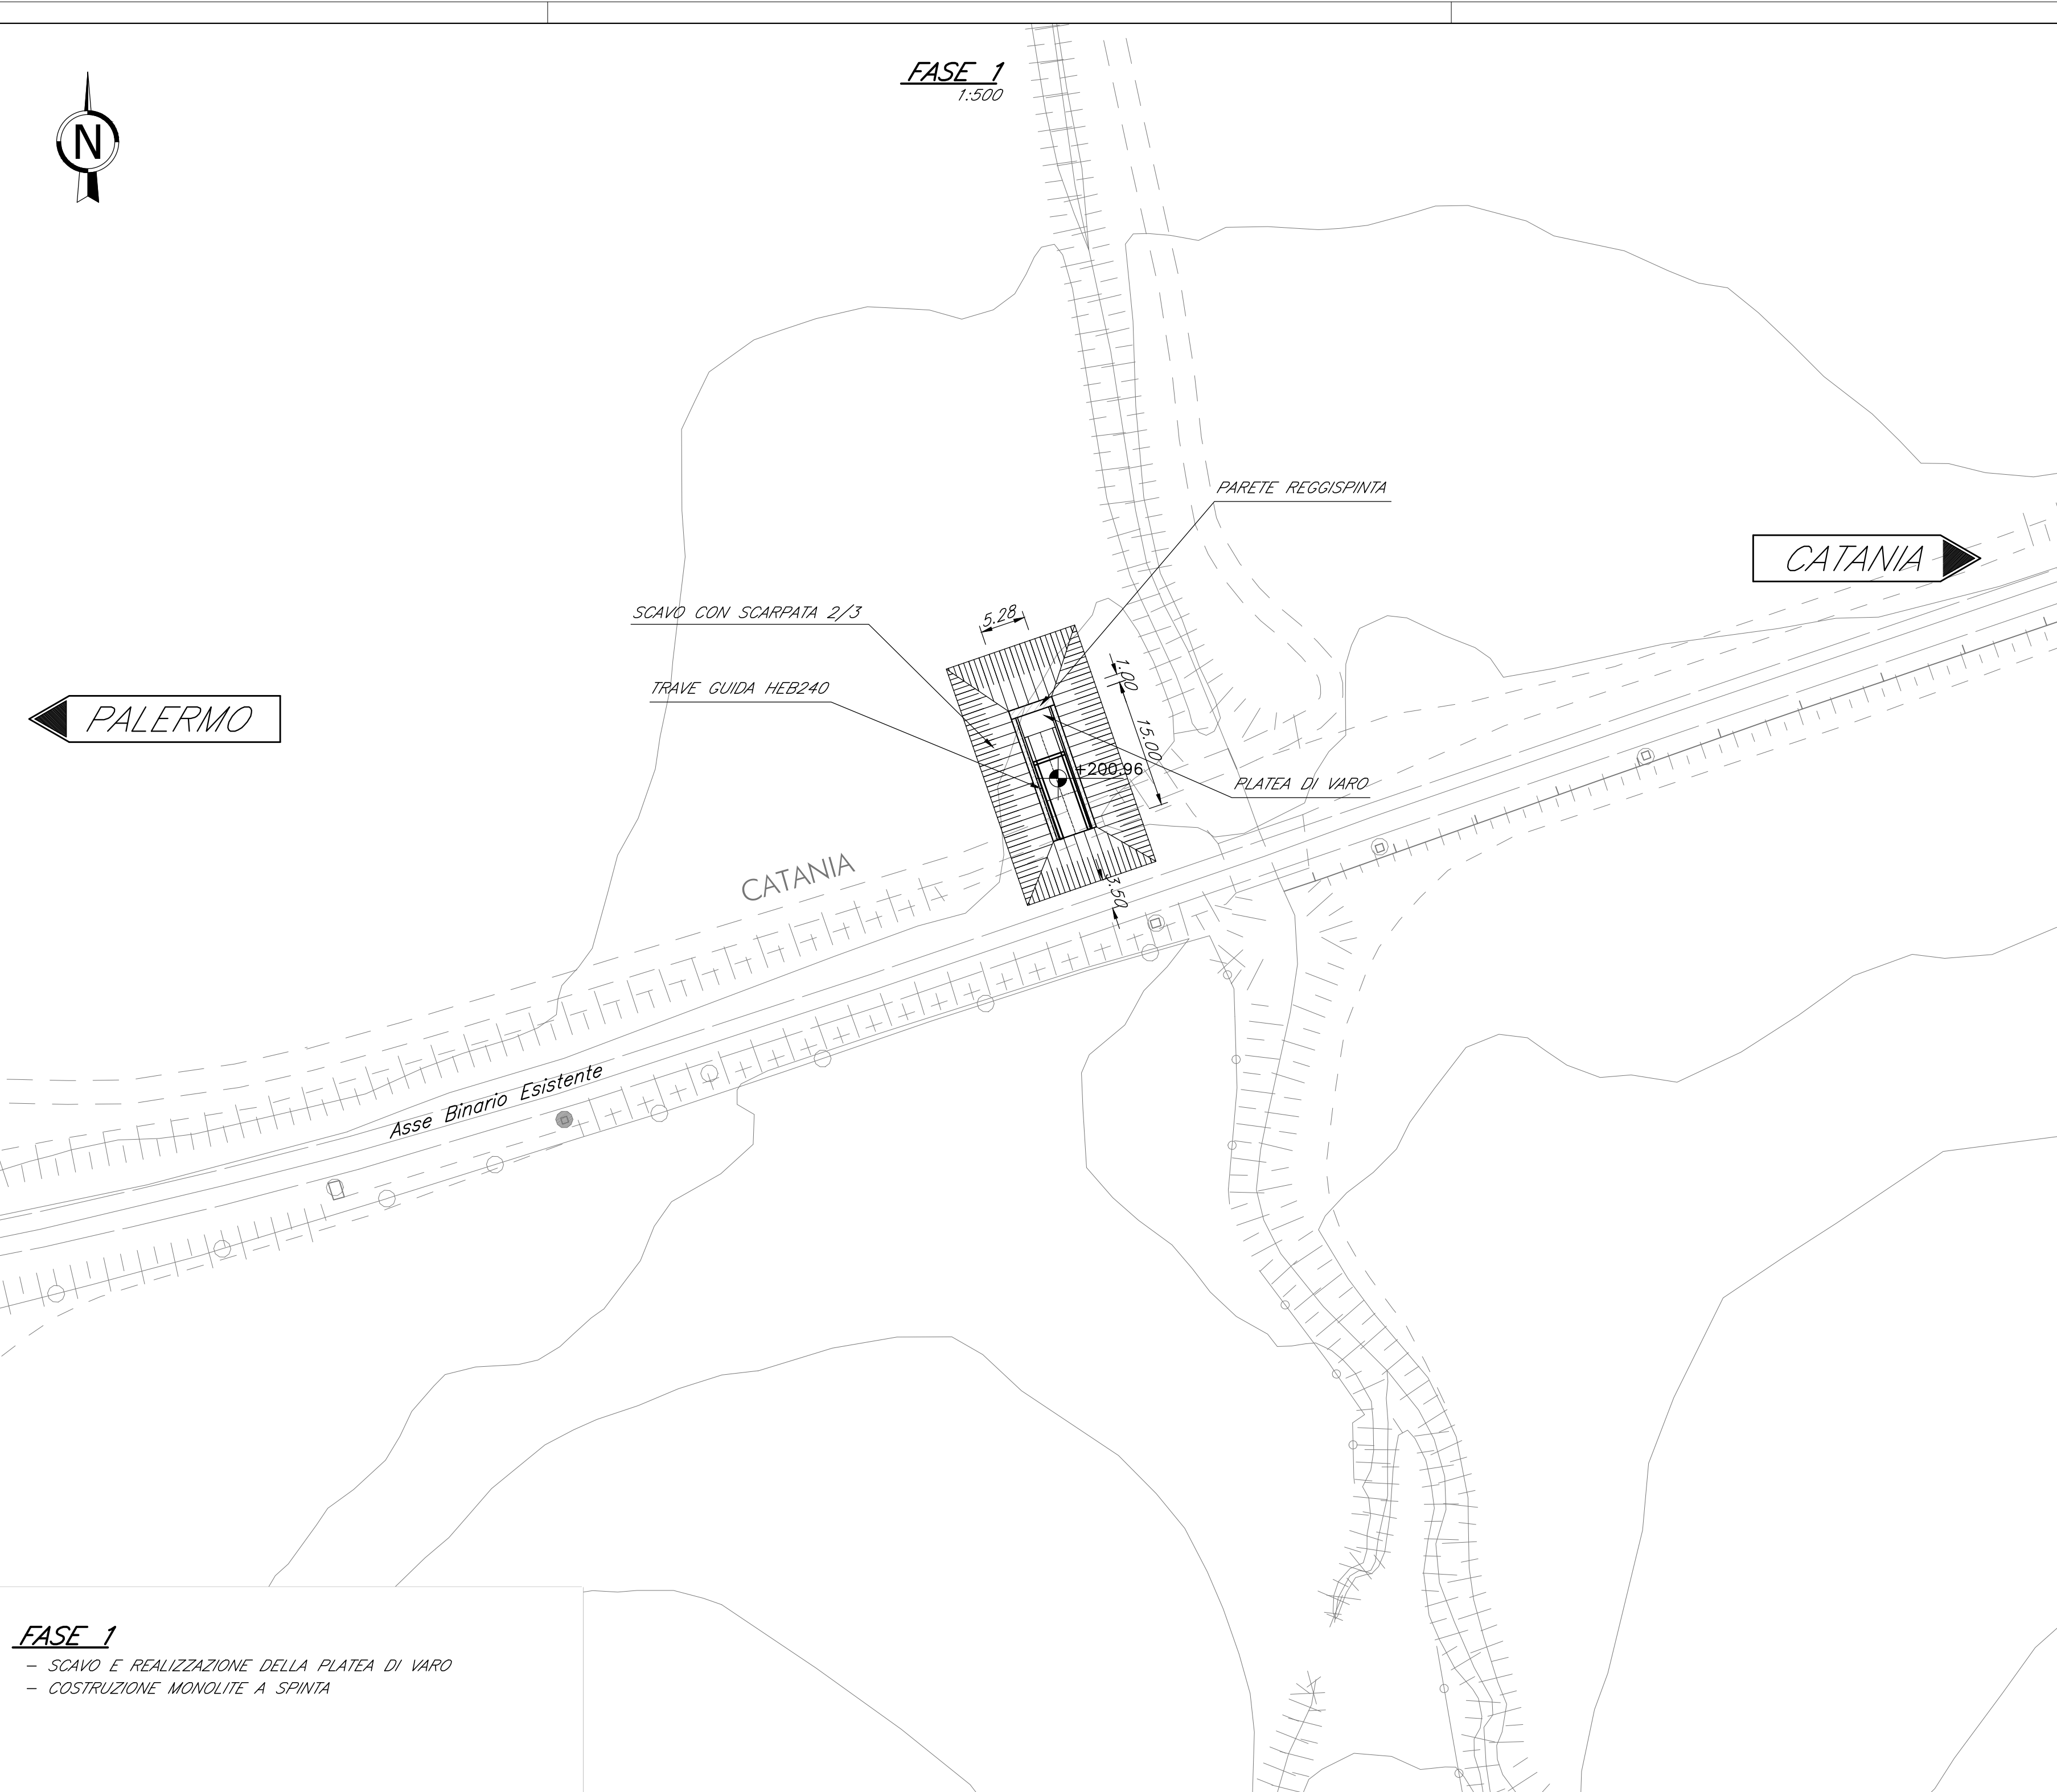 FASE 1
1:500
N
PARETE REGGISPINTA
CATANIA
SCAVO CON SCARPATA 2/3
5.28
1.00
TRAVE GUIDA HEB240
PALERMO
15.00
+200.96
PLATEA DI VARO
CATANIA
3.50
Asse Binario Esistente
FASE 1
- SCAVO E REALIZZAZIONE DELLA PLATEA DI VARO
- COSTRUZIONE MONOLITE A SPINTA